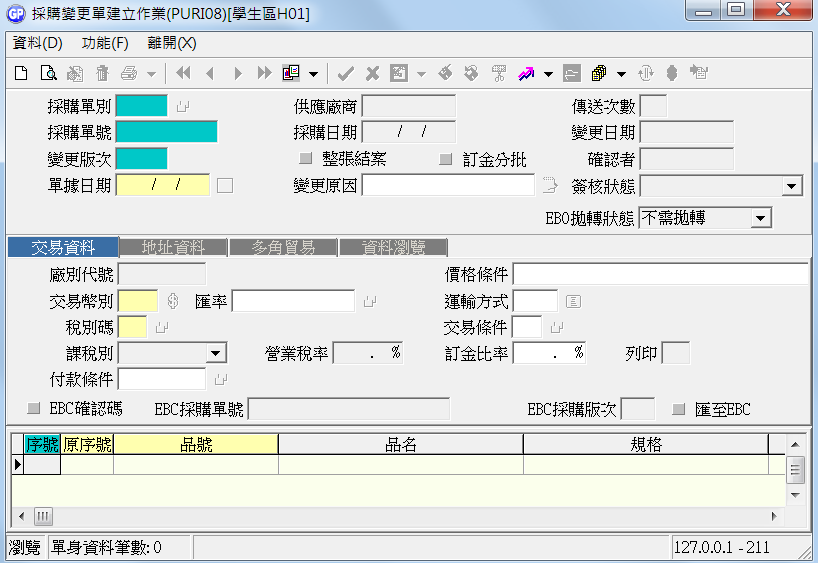 GP 採購變更單建立作業(PURI08)[學生區H01]
資料(D) 功能(F) 離開(X)
採購單別 供應廠商 傳送次數
採購單號 採購日期 / / 變更日期
變更版次 整張結案 訂金分批 確認者
單據日期 / / 變更原因 簽核狀態
EBO拋轉狀態 不需拋轉
交易資料 地址資料 多角貿易 資料瀏覽
廠別代號 價格條件
交易幣別 匯率 運輸方式
稅別碼 交易條件
課稅別 營業稅率 . % 訂金比率 . % 列印
付款條件
EBC確認碼 EBC採購單號 EBC採購版次 匯至EBC
序號 原序號 品號 品名 規格
瀏覽 單身資料筆數: 0 127.0.0.1 - 211